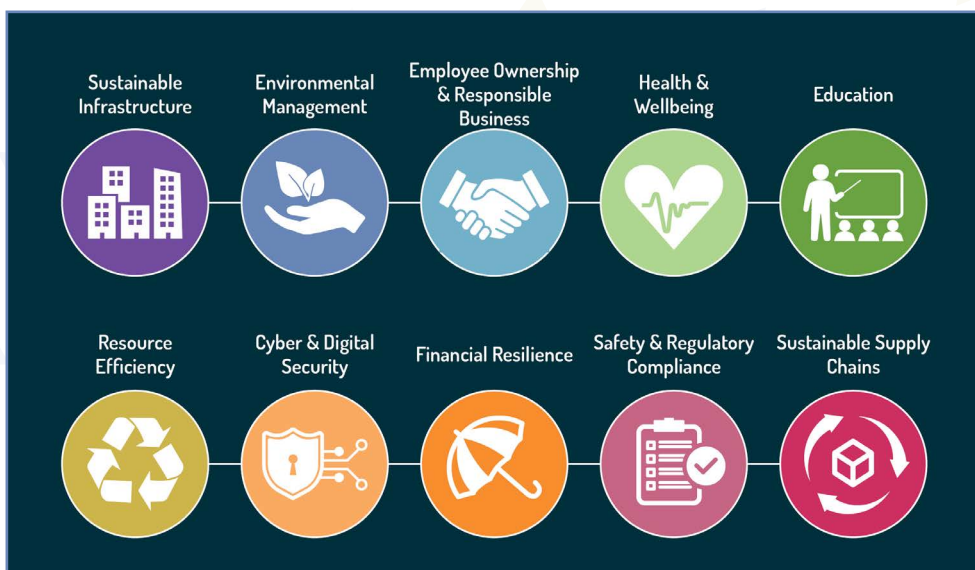 Sustainable
Infrastructure
Environmental
Management
Employee Ownership
& Responsible
Business
Health &
Wellbeing
Education
Resource
Efficiency
Cyber & Digital
Security
Financial Resilience
Safety & Regulatory
Compliance
Sustainable Supply
Chains